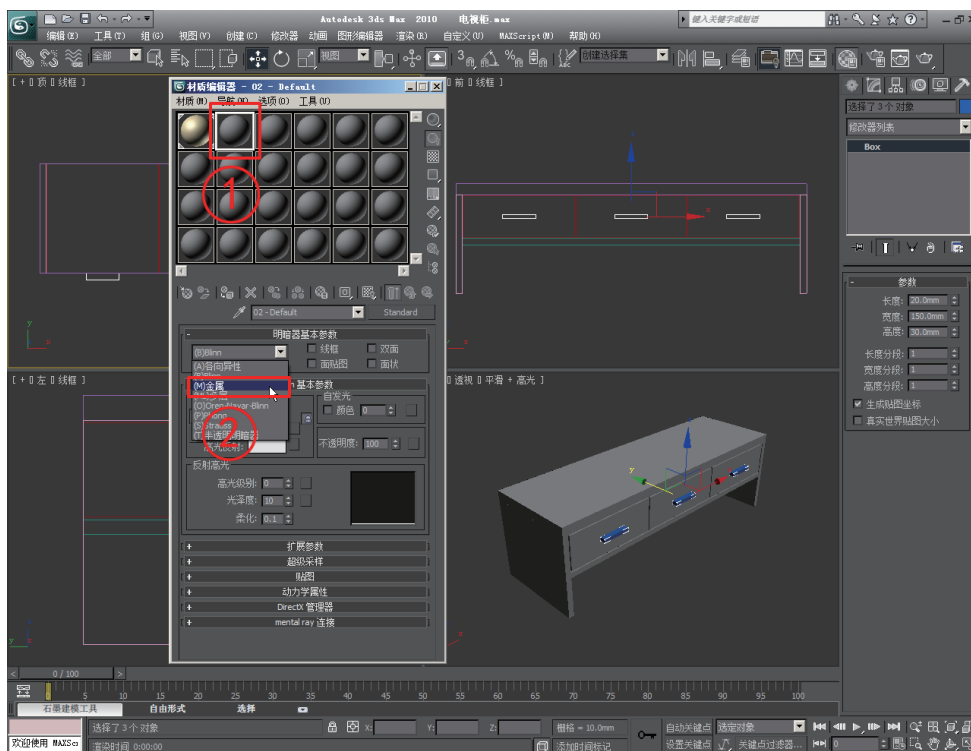 Autodesk 3ds Max 2010 电视柜.max
键入关键字或短语
编辑(E) 工具(T) 组(G) 视图(V) 创建(C) 修改器 动画 图形编辑器 渲染(R) 自定义(U) MAXScript(M) 帮助(H)
全部 视图 创建选择集
[ + 顶 线框 ]
前 线框 ]
[ + 左 线框 ]
透视 平滑 + 高光 ]
材质编辑器 - 02 - Default
材质(M) 导航(N) 选项(O) 工具(U)
1
02 - Default Standard
明暗器基本参数
(B)Blinn 线框 双面
面贴图 面状
(A)各向异性
(M)金属
(O)Oren-Nayar-Blinn
(P)Phong
(S)Strauss
(T)半透明明暗器
2
基本参数
自发光
颜色 0
高光反射:
不透明度: 100
反射高光
高光级别: 0
光泽度: 10
柔化: 0.1
扩展参数
超级采样
贴图
动力学属性
DirectX 管理器
mental ray 连接
选择了 3 个对象
修改器列表
Box
参数
长度: 20.0mm
宽度: 150.0mm
高度: 30.0mm
长度分段: 1
宽度分段: 1
高度分段: 1
生成贴图坐标
真实世界贴图大小
x
z
x
y
x
y
x
y
x
0 / 100
0 5 10 15 20 25 30 35 40 45 50 55 60 65 70 75 80 85 90 95 100
石墨建模工具 自由形式 选择
选择了 3 个对象 X: Y: Z: 栅格 = 10.0mm 自动关键点 选定对象
欢迎使用 MAXSc 渲染时间 0:00:00 添加时间标记 设置关键点 关键点过滤器... 0